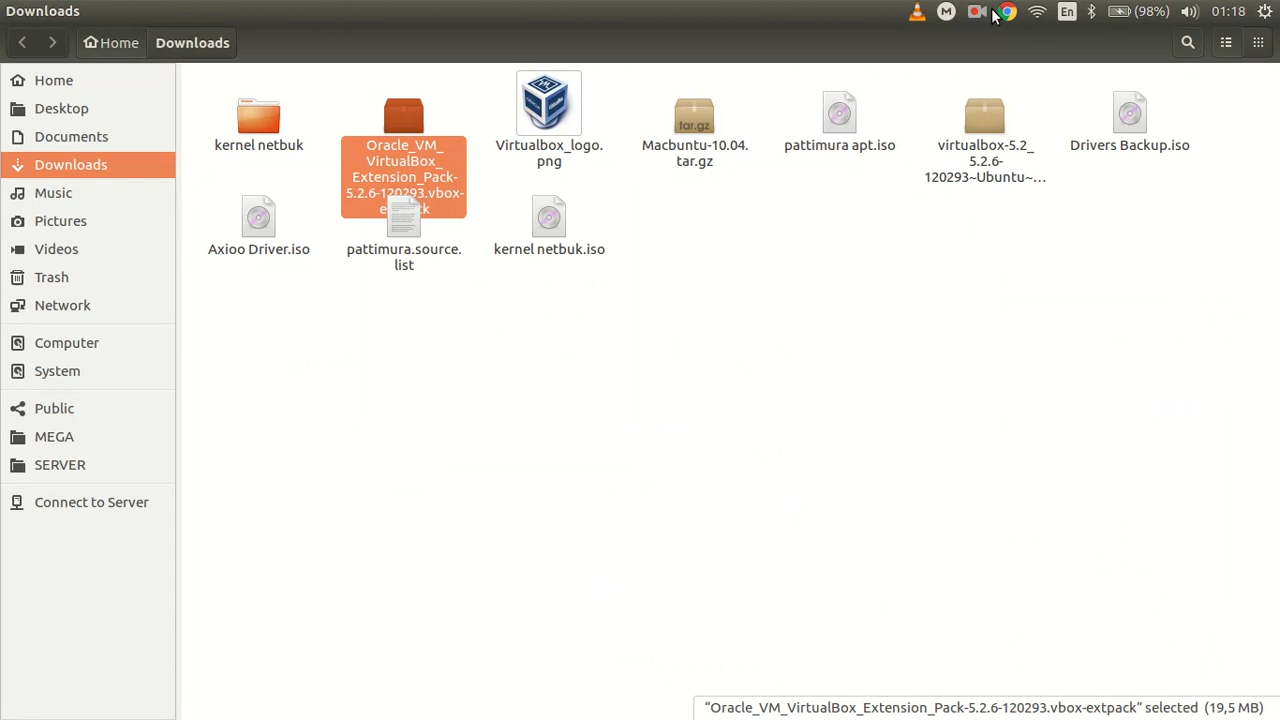 Downloads
M
En
(98%)
01:18
Home
Downloads
Home
Desktop
Documents
Downloads
Music
Pictures
Videos
Trash
Network
Computer
System
Public
MEGA
SERVER
Connect to Server
kernel netbuk
Oracle_VM_
VirtualBox_
Extension_Pack-
5.2.6-120293.vbox-
Virtualbox_logo.
png
tar.gz
Macbuntu-10.04.
tar.gz
pattimura apt.iso
virtualbox-5.2_
5.2.6-
120293~Ubuntu~...
Drivers Backup.iso
Axioo Driver.iso
pattimura.source.
list
kernel netbuk.iso
“Oracle_VM_VirtualBox_Extension_Pack-5.2.6-120293.vbox-extpack” selected (19,5 MB)